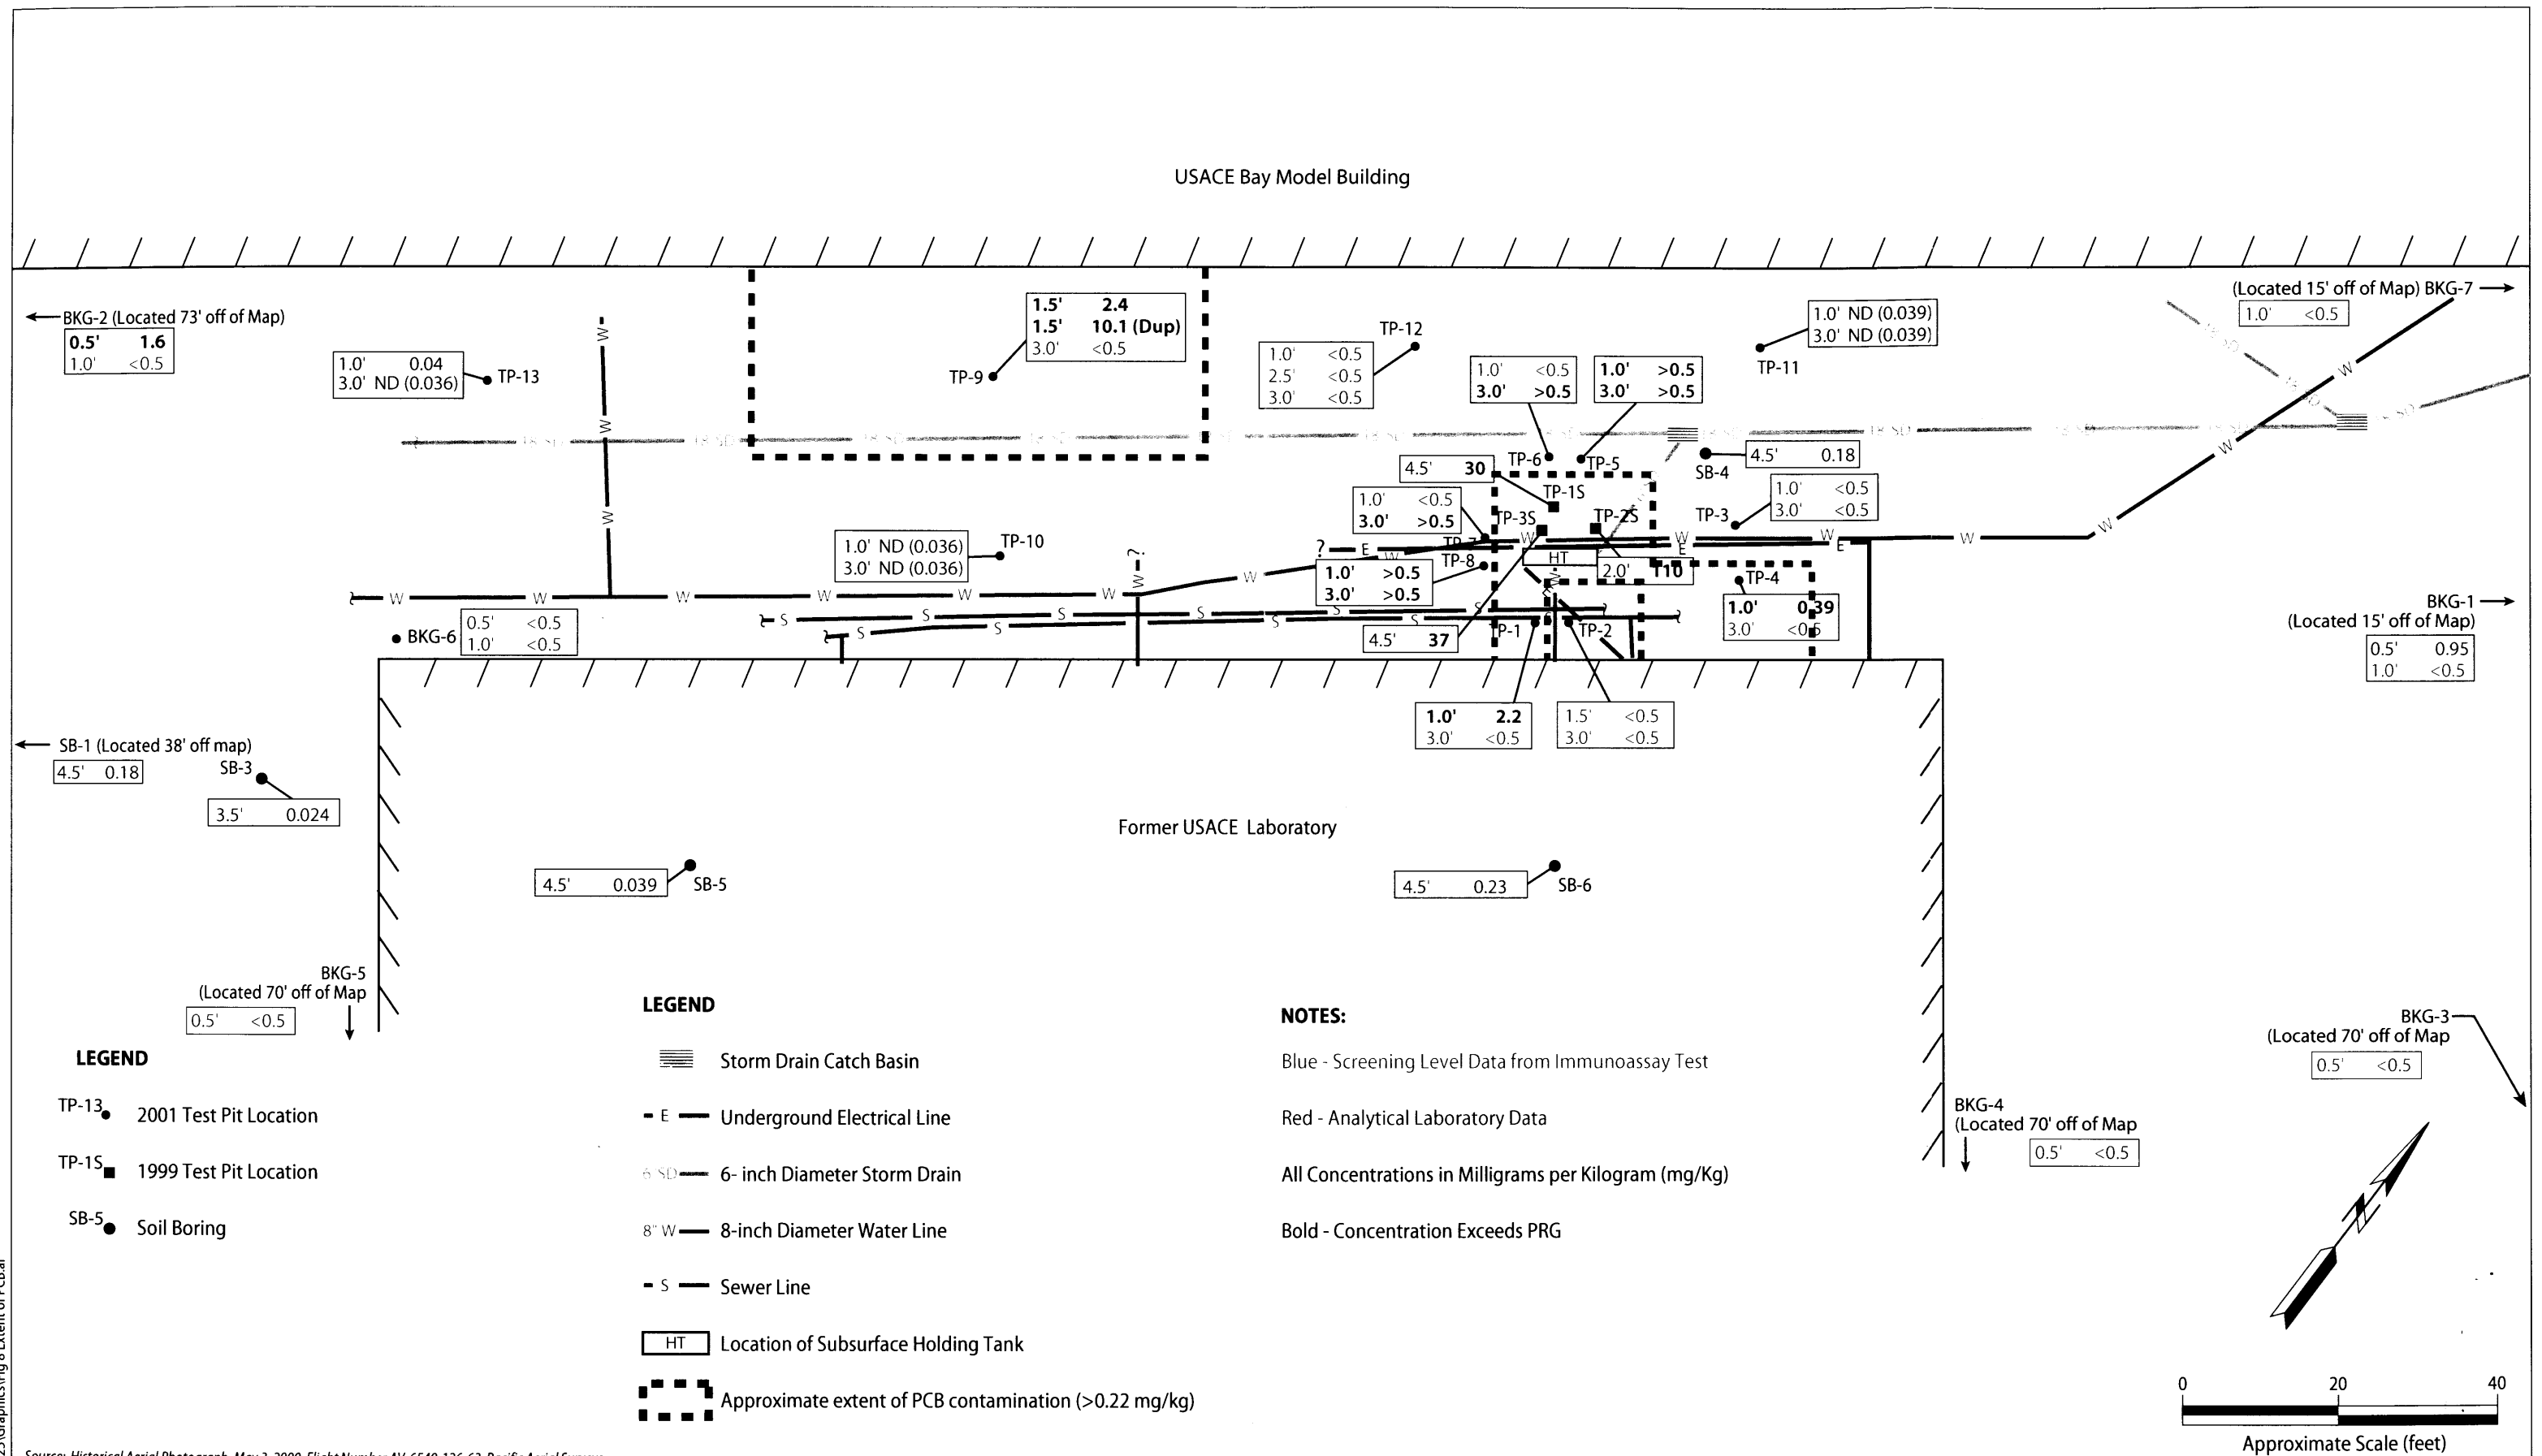 USACE Bay Model Building
BKG-2 (Located 73' off of Map)
0.5' 1.6
1.0' <0.5
1.0' 0.04
3.0' ND (0.036)
TP-13
W
W
W
1.5' 2.4
1.5' 10.1 (Dup)
3.0' <0.5
TP-9
TP-12
1.0' <0.5
2.5' <0.5
3.0' <0.5
1.0' ND (0.039)
3.0' ND (0.039)
TP-11
(Located 15' off of Map) BKG-7
1.0' <0.5
1.0' <0.5
3.0' >0.5
1.0' >0.5
3.0' >0.5
18 SD 18 SD 18 SD 18 SD
TP-6
TP-5
4.5' 30
TP-1S
SB-4
4.5' 0.18
1.0' <0.5
3.0' >0.5
TP-3S
TP-2S
TP-3
1.0' <0.5
3.0' <0.5
1.0' ND (0.036)
3.0' ND (0.036)
TP-10
?
W
? E W
TP-7
TP-8
HT
1.0' >0.5
3.0' >0.5
2.0' 110
TP-4
1.0' 0.39
3.0' <0.5
W W W W W W W
W W W W W W W
E E
S S S S S S
S S S S
BKG-6
0.5' <0.5
1.0' <0.5
4.5' 37
TP-1
TP-2
BKG-1
(Located 15' off of Map)
0.5' 0.95
1.0' <0.5
1.0' 2.2
3.0' <0.5
1.5' <0.5
3.0' <0.5
SB-1 (Located 38' off map)
4.5' 0.18
SB-3
3.5' 0.024
Former USACE Laboratory
4.5' 0.039
SB-5
4.5' 0.23
SB-6
BKG-5
(Located 70' off of Map
0.5' <0.5
BKG-3
(Located 70' off of Map
0.5' <0.5
BKG-4
(Located 70' off of Map
0.5' <0.5
LEGEND
TP-13 2001 Test Pit Location
TP-1S 1999 Test Pit Location
SB-5 Soil Boring
LEGEND
Storm Drain Catch Basin
E Underground Electrical Line
6 SD 6- inch Diameter Storm Drain
8" W 8-inch Diameter Water Line
S Sewer Line
HT Location of Subsurface Holding Tank
Approximate extent of PCB contamination (>0.22 mg/kg)
NOTES:
Blue - Screening Level Data from Immunoassay Test
Red - Analytical Laboratory Data
All Concentrations in Milligrams per Kilogram (mg/Kg)
Bold - Concentration Exceeds PRG
N
0 20 40
Approximate Scale (feet)